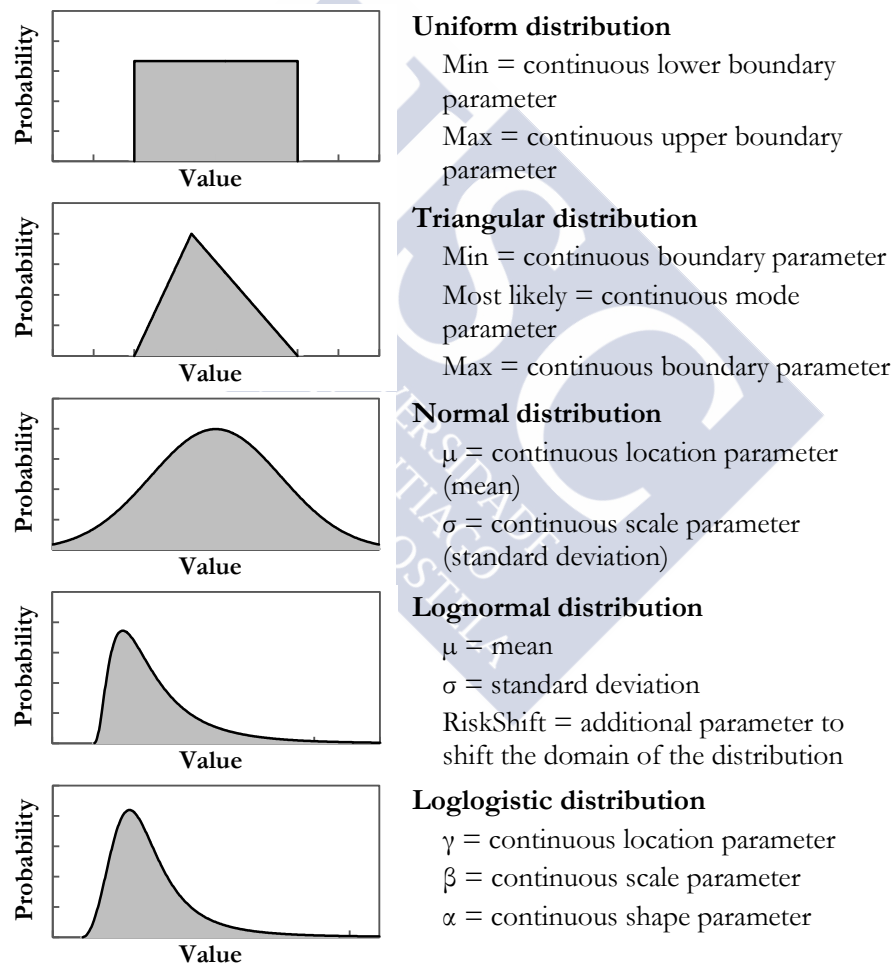 Probability
Value
Uniform distribution
Min = continuous lower boundary
parameter
Max = continuous upper boundary
parameter
Probability
Value
Triangular distribution
Min = continuous boundary parameter
Most likely = continuous mode
parameter
Max = continuous boundary parameter
Probability
Value
Normal distribution
μ = continuous location parameter
(mean)
σ = continuous scale parameter
(standard deviation)
Probability
Value
Lognormal distribution
μ = mean
σ = standard deviation
RiskShift = additional parameter to
shift the domain of the distribution
Probability
Value
Loglogistic distribution
γ = continuous location parameter
β = continuous scale parameter
α = continuous shape parameter